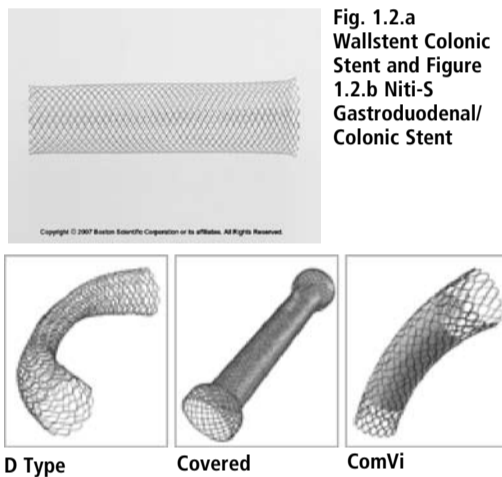 Fig. 1.2.a
Wallstent Colonic
Stent and Figure
1.2.b Niti-S
Gastroduodenal/
Colonic Stent
Copyright © 2007 Boston Scientific Corporation or its affiliates. All Rights Reserved.
D Type
Covered
ComVi